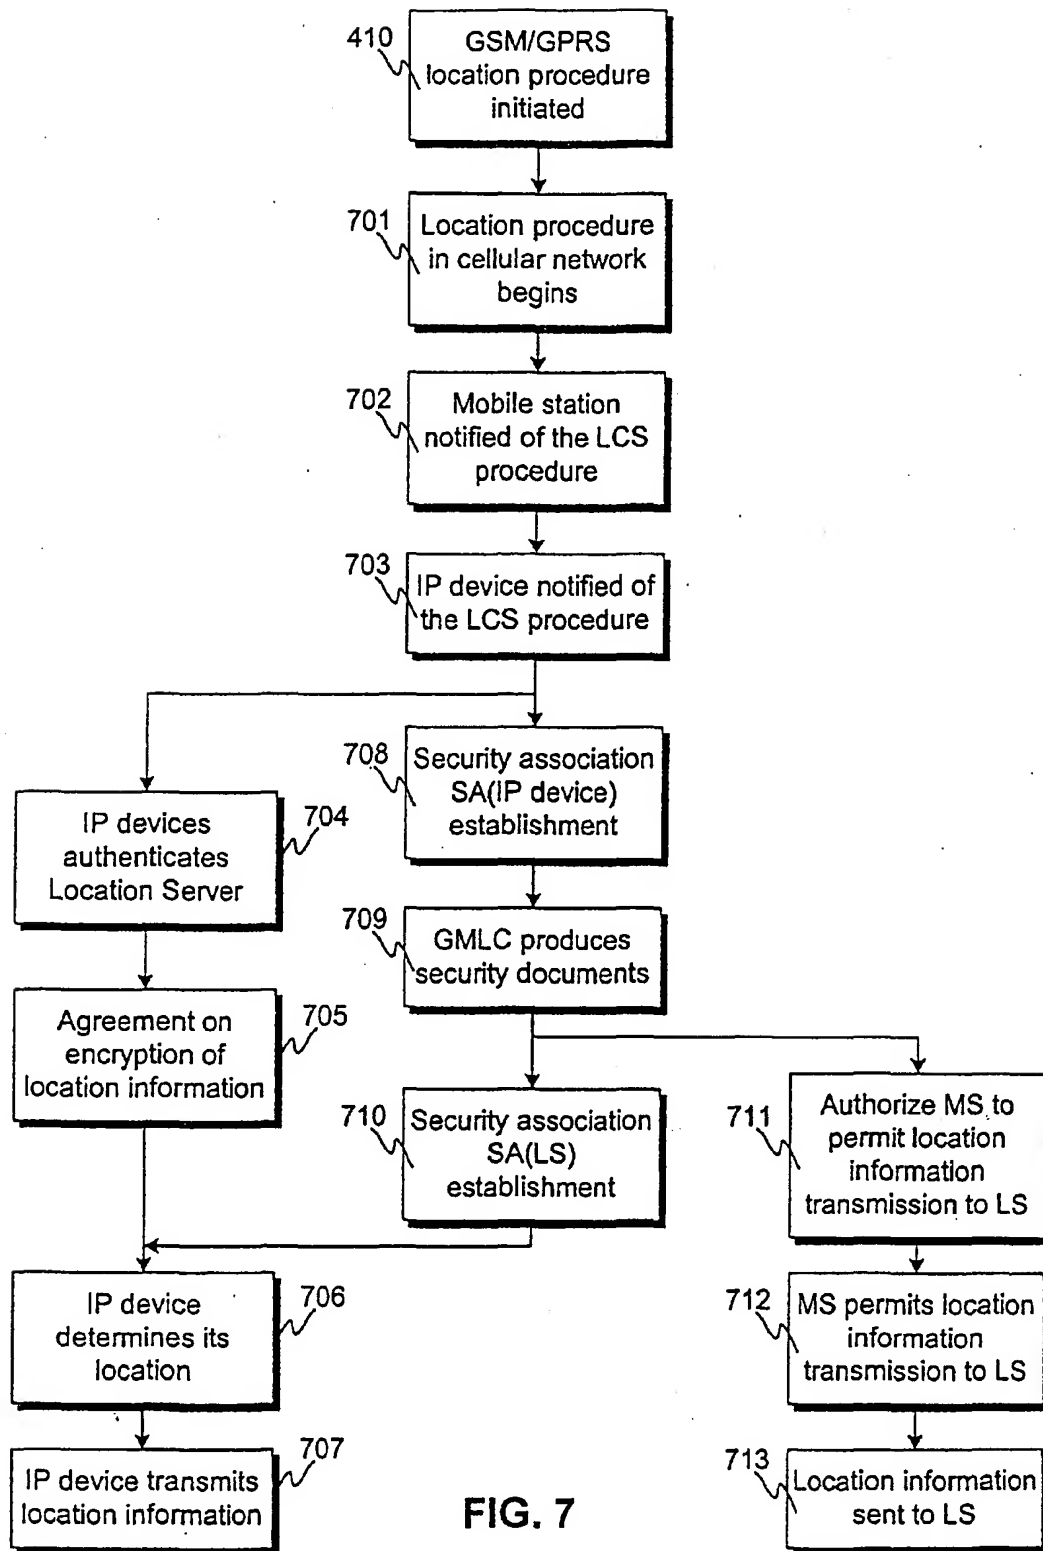 410
GSM/GPRS
location procedure
initiated
701
Location procedure
in cellular network
begins
702
Mobile station
notified of the LCS
procedure
703
IP device notified of
the LCS procedure
708
Security association
SA(IP device)
establishment
704
IP devices
authenticates
Location Server
709
GMLC produces
security documents
705
Agreement on
encryption of
location information
710
Security association
SA(LS)
establishment
711
Authorize MS to
permit location
information
transmission to LS
706
IP device
determines its
location
712
MS permits location
information
transmission to LS
707
IP device transmits
location information
713
Location information
sent to LS
FIG. 7